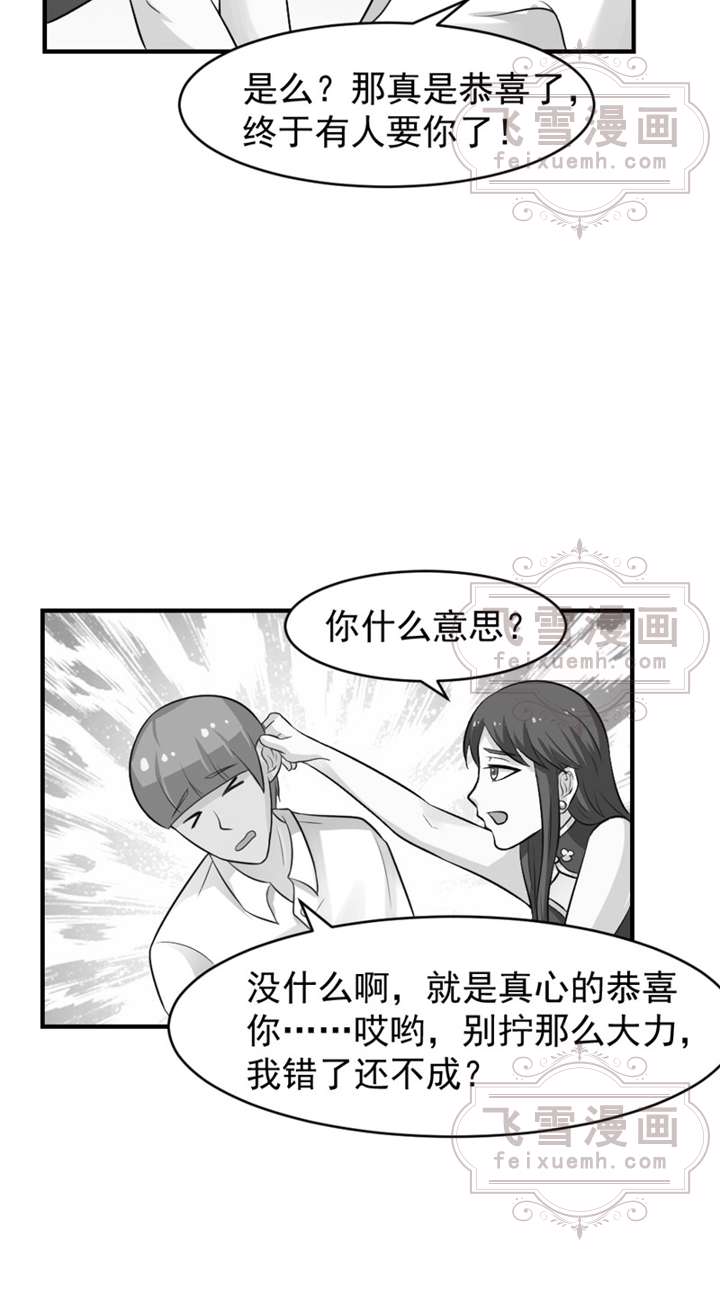 是么？那真是恭喜了，
终于有人要你了！
飞雪漫画
feixuemh.com
你什么意思？
飞雪漫画
feixuemh.com
没什么啊，就是真心的恭喜
你……哎哟，别拧那么大力，
我错了还不成？
飞雪漫画
feixuemh.com